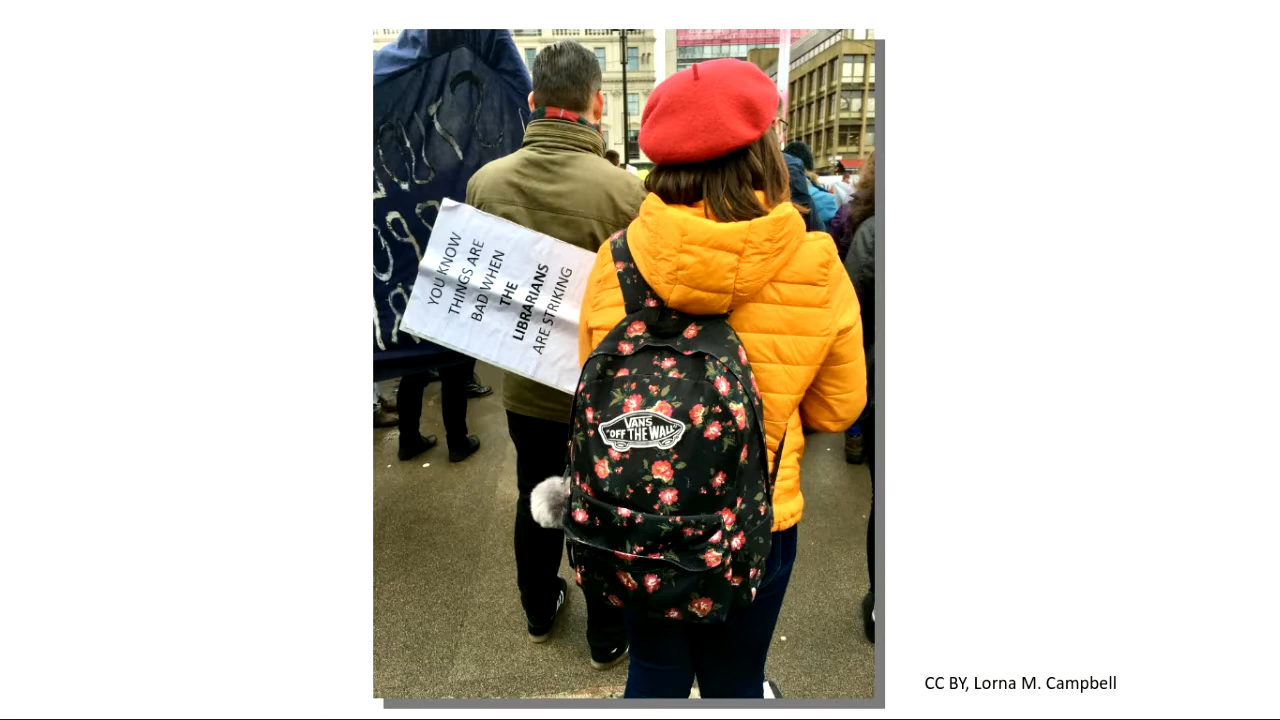 YOU KNOW
THINGS ARE
BAD WHEN
THE
LIBRARIANS
ARE STRIKING
VANS
"OFF THE WALL"
CC BY, Lorna M. Campbell